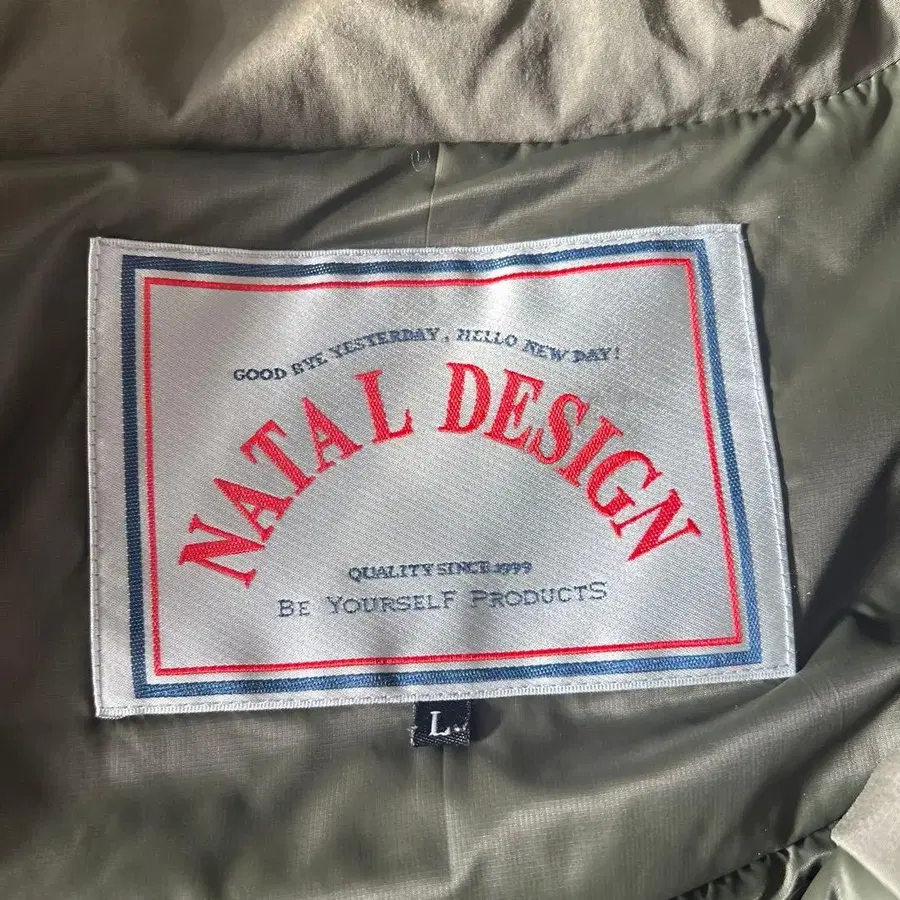 GOOD BYE YESTERDAY, HELLO NEW DAY!
NATAL DESIGN
QUALITY SINCE 1999
BE YOURSELF PRODUCTS
L